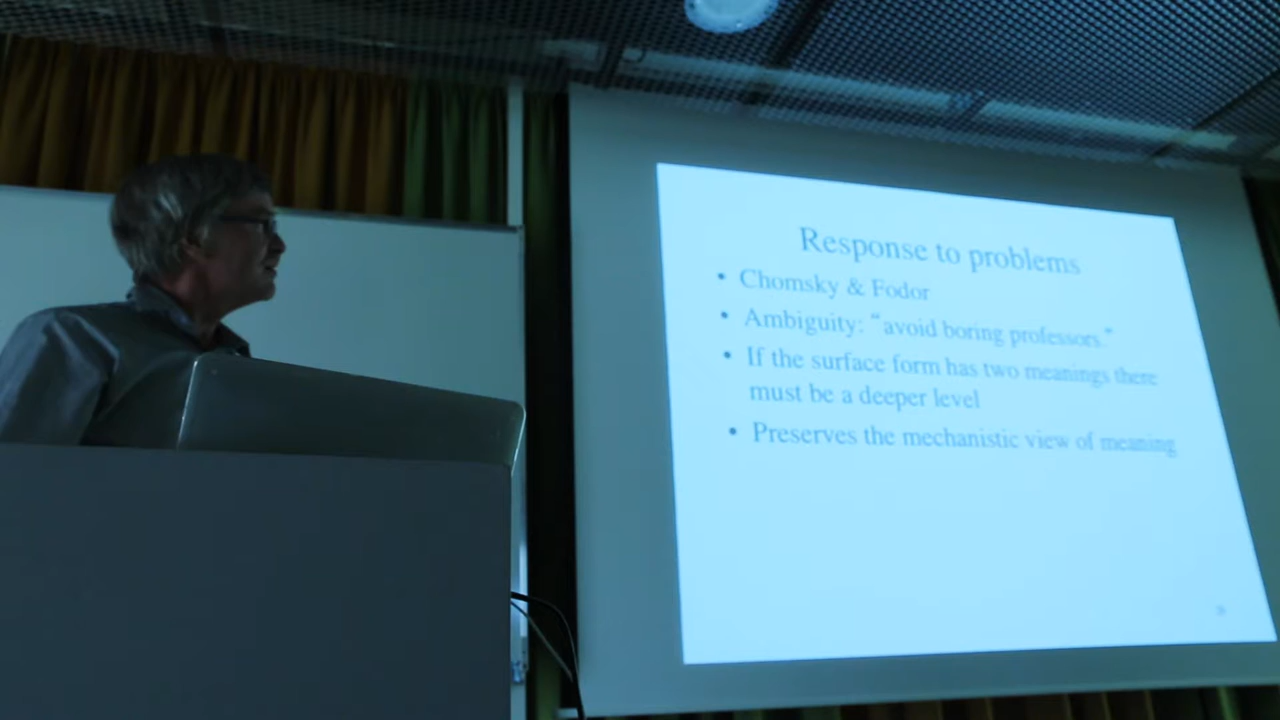 Response to problems
• Chomsky & Fodor
• Ambiguity: “avoid boring professors.”
• If the surface form has two meanings there
must be a deeper level
• Preserves the mechanistic view of meaning